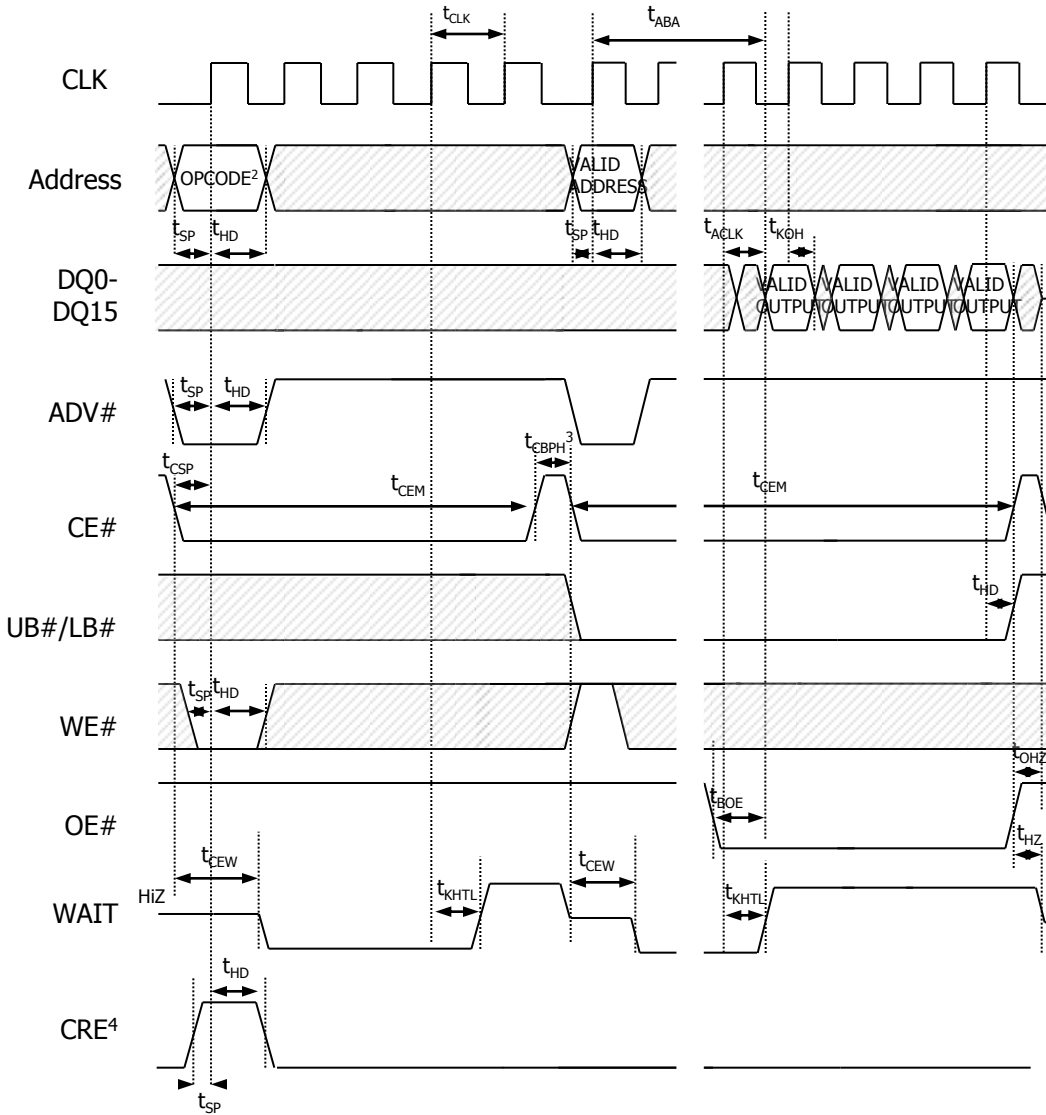 tCLK
tABA
CLK
Address
OPCODE2
VALID
ADDRESS
tSP
tHD
tSP
tHD
tACLK
tKOH
DQ0-
DQ15
VALID
OUTPUT
VALID
OUTPUT
VALID
OUTPUT
VALID
OUTPUT
ADV#
tSP
tHD
tCBPH3
tCSP
tCEM
tCEM
CE#
UB#/LB#
tHD
WE#
tSP
tHD
tOHZ
OE#
tBOE
tHZ
tCEW
tCEW
HiZ
WAIT
tKHTL
tKHTL
tHD
CRE4
tSP